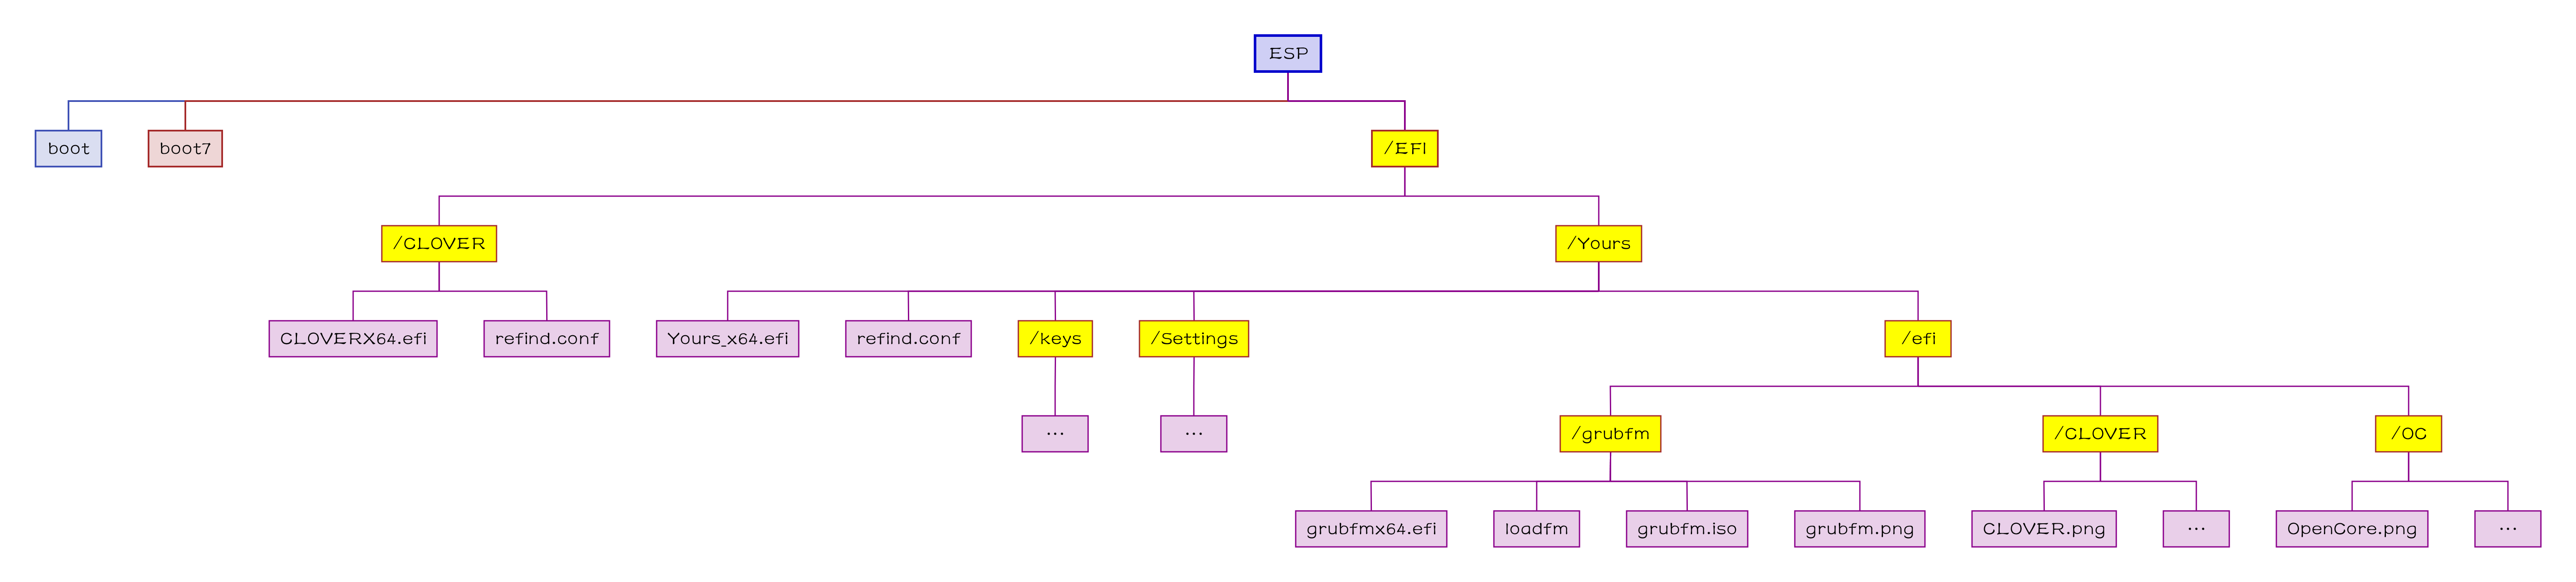 ESP
boot
boot7
/EFI
/CLOVER
/Yours
CLOVERX64.efi
refind.conf
Yours_x64.efi
refind.conf
/keys
/Settings
/efi
...
...
/grubfm
/CLOVER
/OC
grubfmx64.efi
loadfm
grubfm.iso
grubfm.png
CLOVER.png
...
OpenCore.png
...